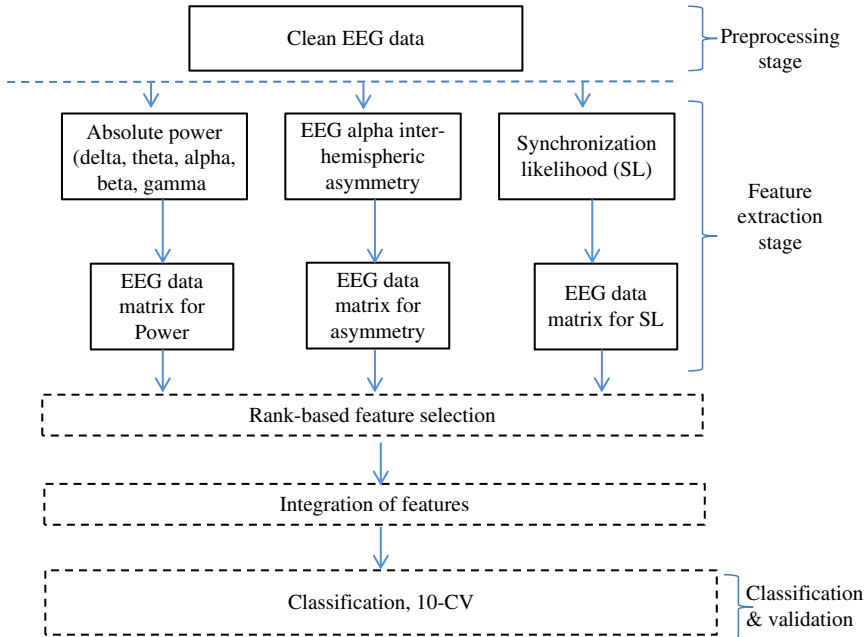 Clean EEG data
Preprocessing
stage
Absolute power
(delta, theta, alpha,
beta, gamma
EEG alpha inter-
hemispheric
asymmetry
Synchronization
likelihood (SL)
Feature
extraction
stage
EEG data
matrix for
Power
EEG data
matrix for
asymmetry
EEG data
matrix for SL
Rank-based feature selection
Integration of features
Classification, 10-CV
Classification
& validation